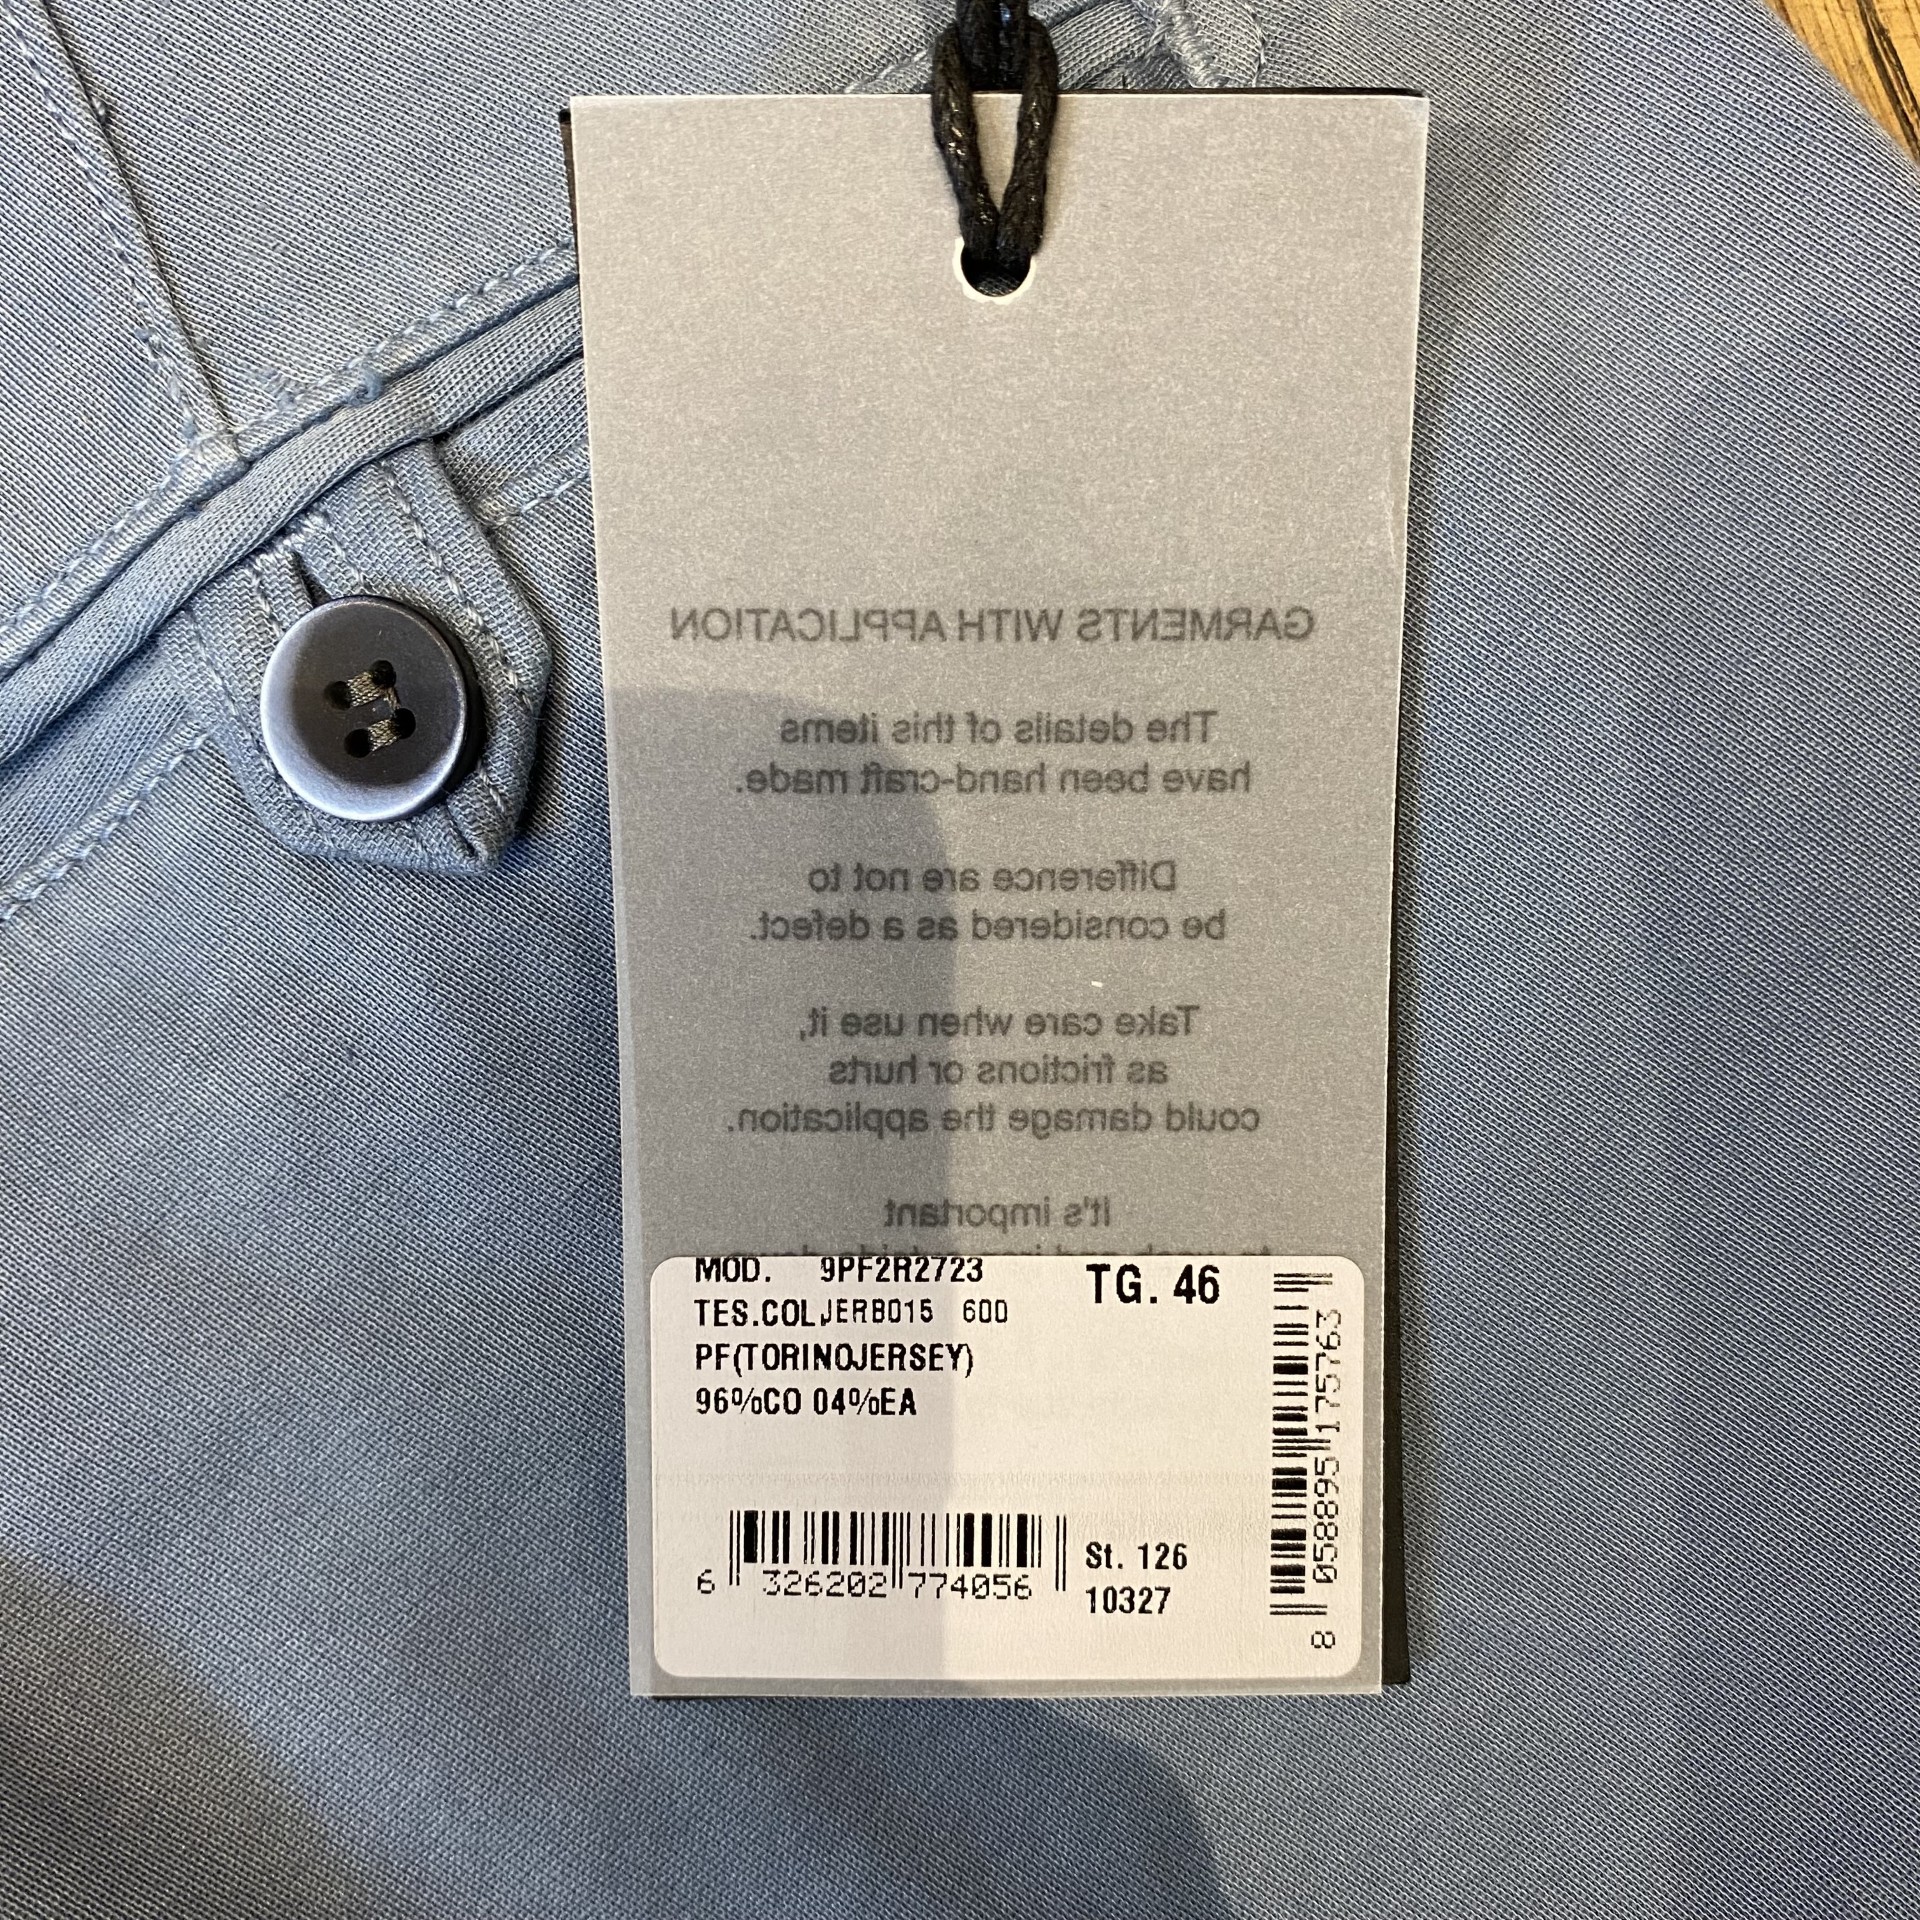 GARMENTS WITH APPLICATION
The details of this items
have been hand-craft made.
Difference are not to
be considered as a defect.
Take care when use it,
as frictions or hurts
could damage the application.
It's important
MOD. 9PF2R2723
TG. 46
TES.COL JERB015 600
PF(TORINOJERSEY)
96%CO 04%EA
6 326202 774056
St. 126
10327
8 058895 175763